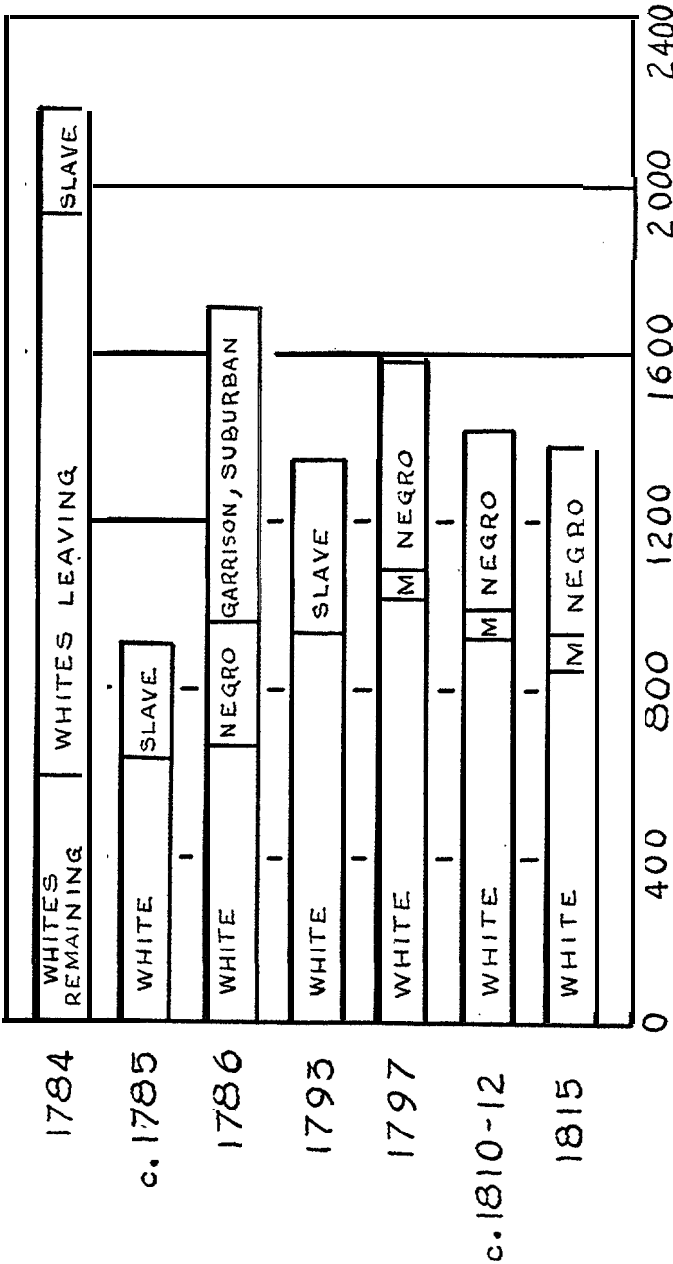 1784
WHITES
REMAINING
WHITES LEAVING
SLAVE
c. 1785
WHITE
SLAVE
1786
WHITE
NEGRO
GARRISON, SUBURBAN
1793
WHITE
SLAVE
1797
WHITE
M
NEGRO
c. 1810-12
WHITE
M
NEGRO
1815
WHITE
M
NEGRO
0 400 800 1200 1600 2000 2400